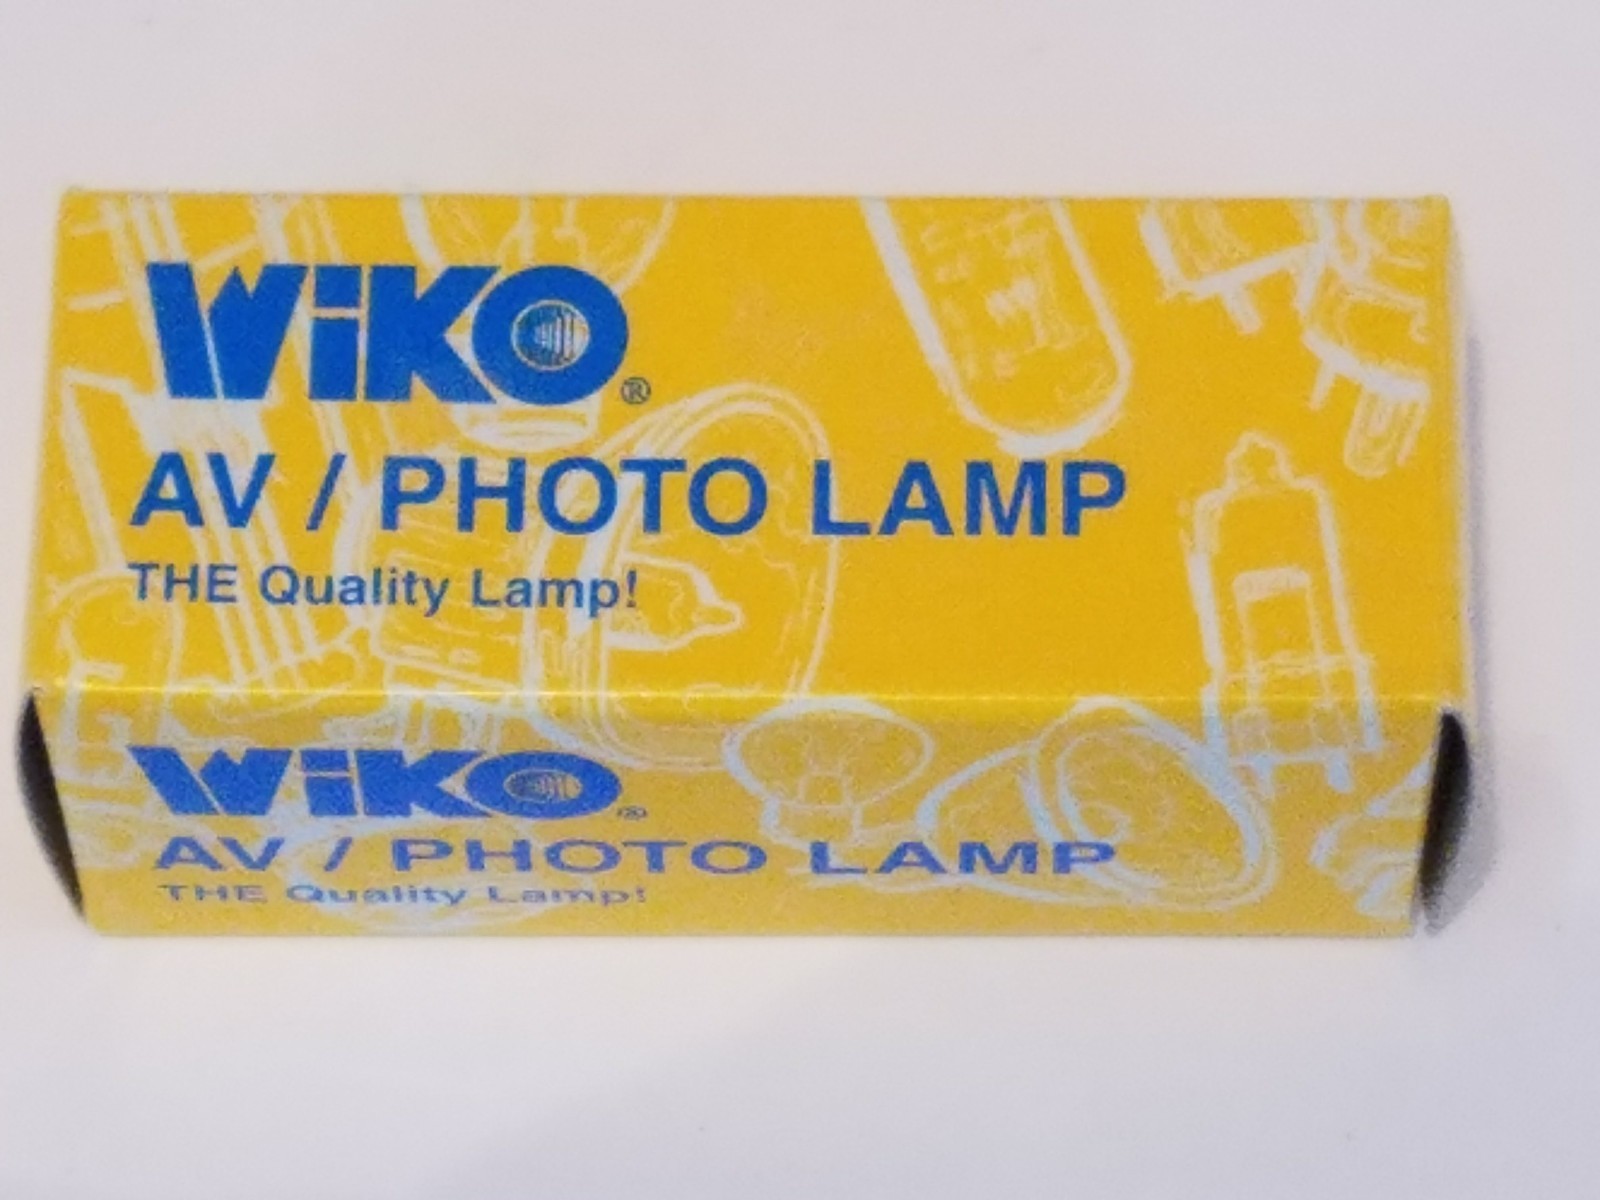 WiKO®
AV / PHOTO LAMP
THE Quality Lamp!
WiKO®
AV / PHOTO LAMP
THE Quality Lamp!